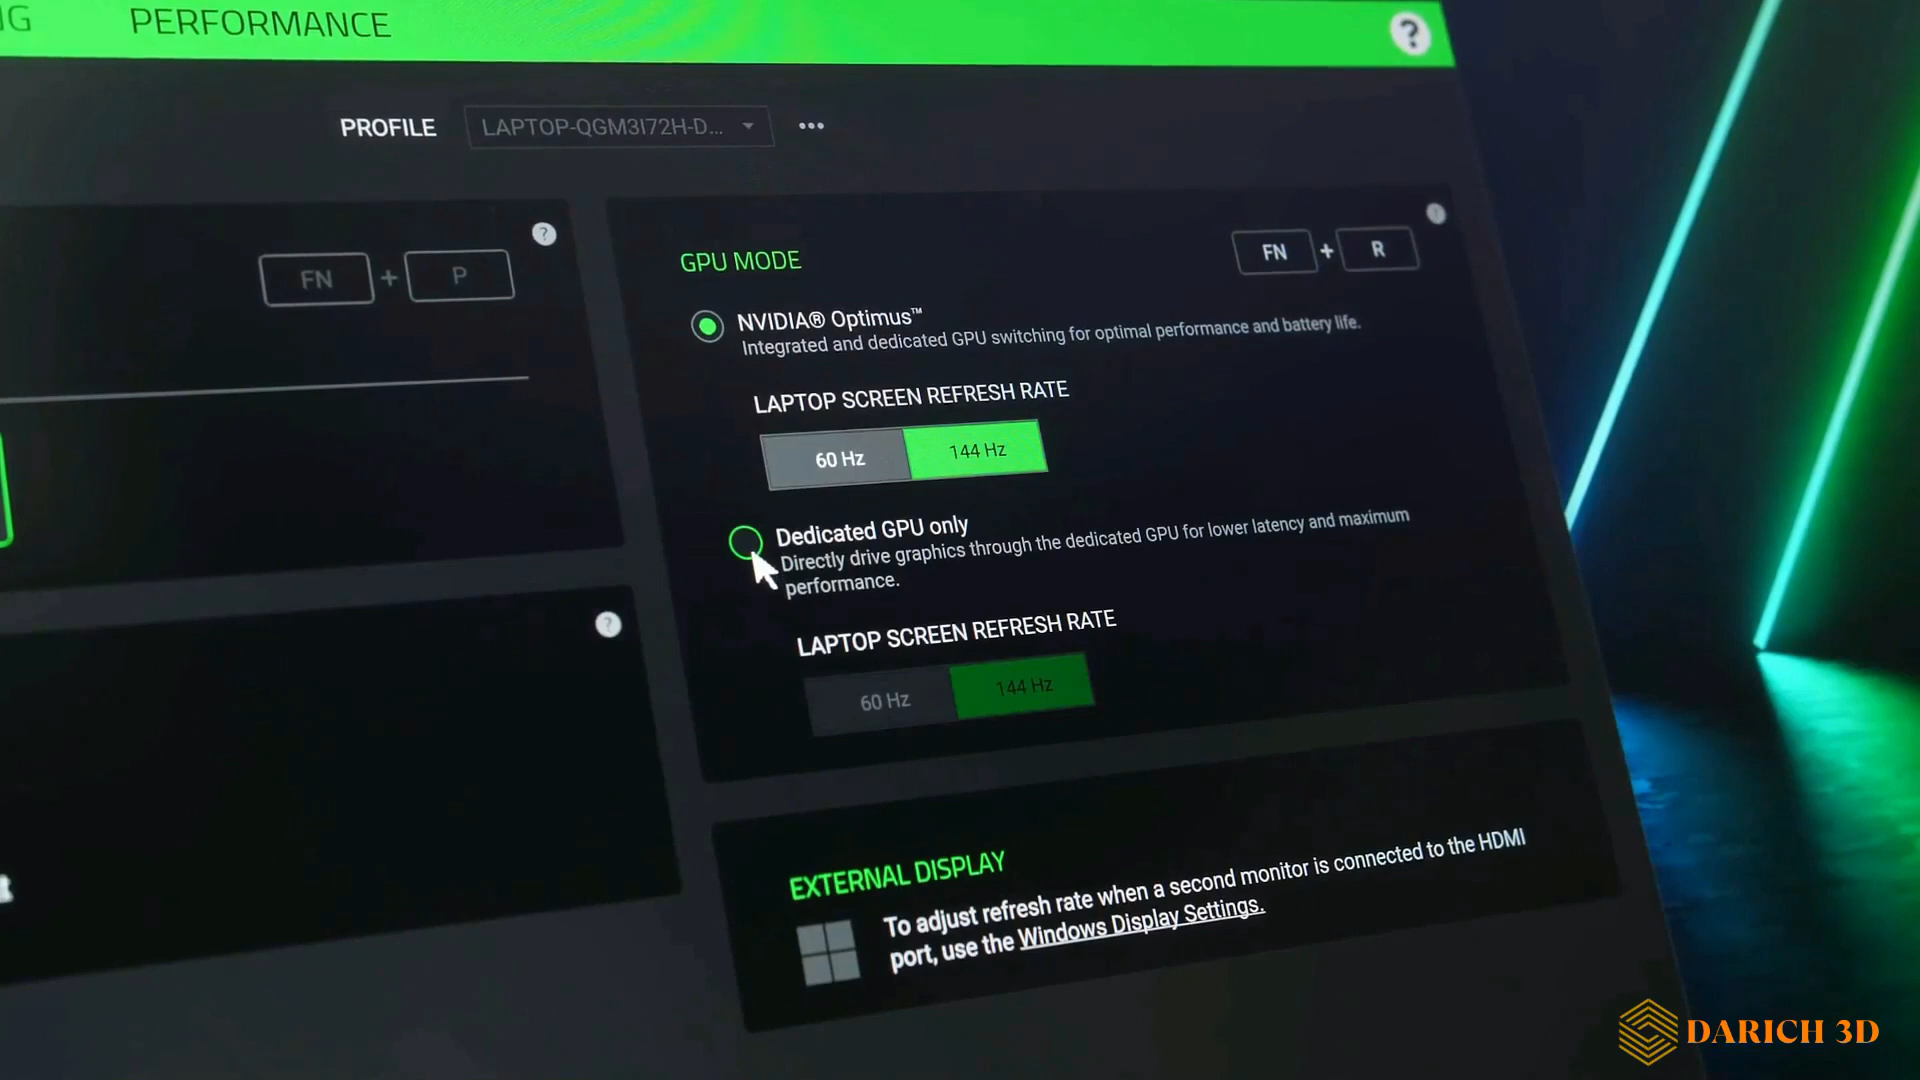 PERFORMANCE
?
PROFILE
LAPTOP-QGM3I72H-D...
?
FN + P
GPU MODE
FN + R
?
NVIDIA® Optimus™
Integrated and dedicated GPU switching for optimal performance and battery life.
LAPTOP SCREEN REFRESH RATE
60 Hz
144 Hz
Dedicated GPU only
Directly drive graphics through the dedicated GPU for lower latency and maximum
performance.
LAPTOP SCREEN REFRESH RATE
60 Hz
144 Hz
?
EXTERNAL DISPLAY
To adjust refresh rate when a second monitor is connected to the HDMI
port, use the Windows Display Settings.
DARICH 3D